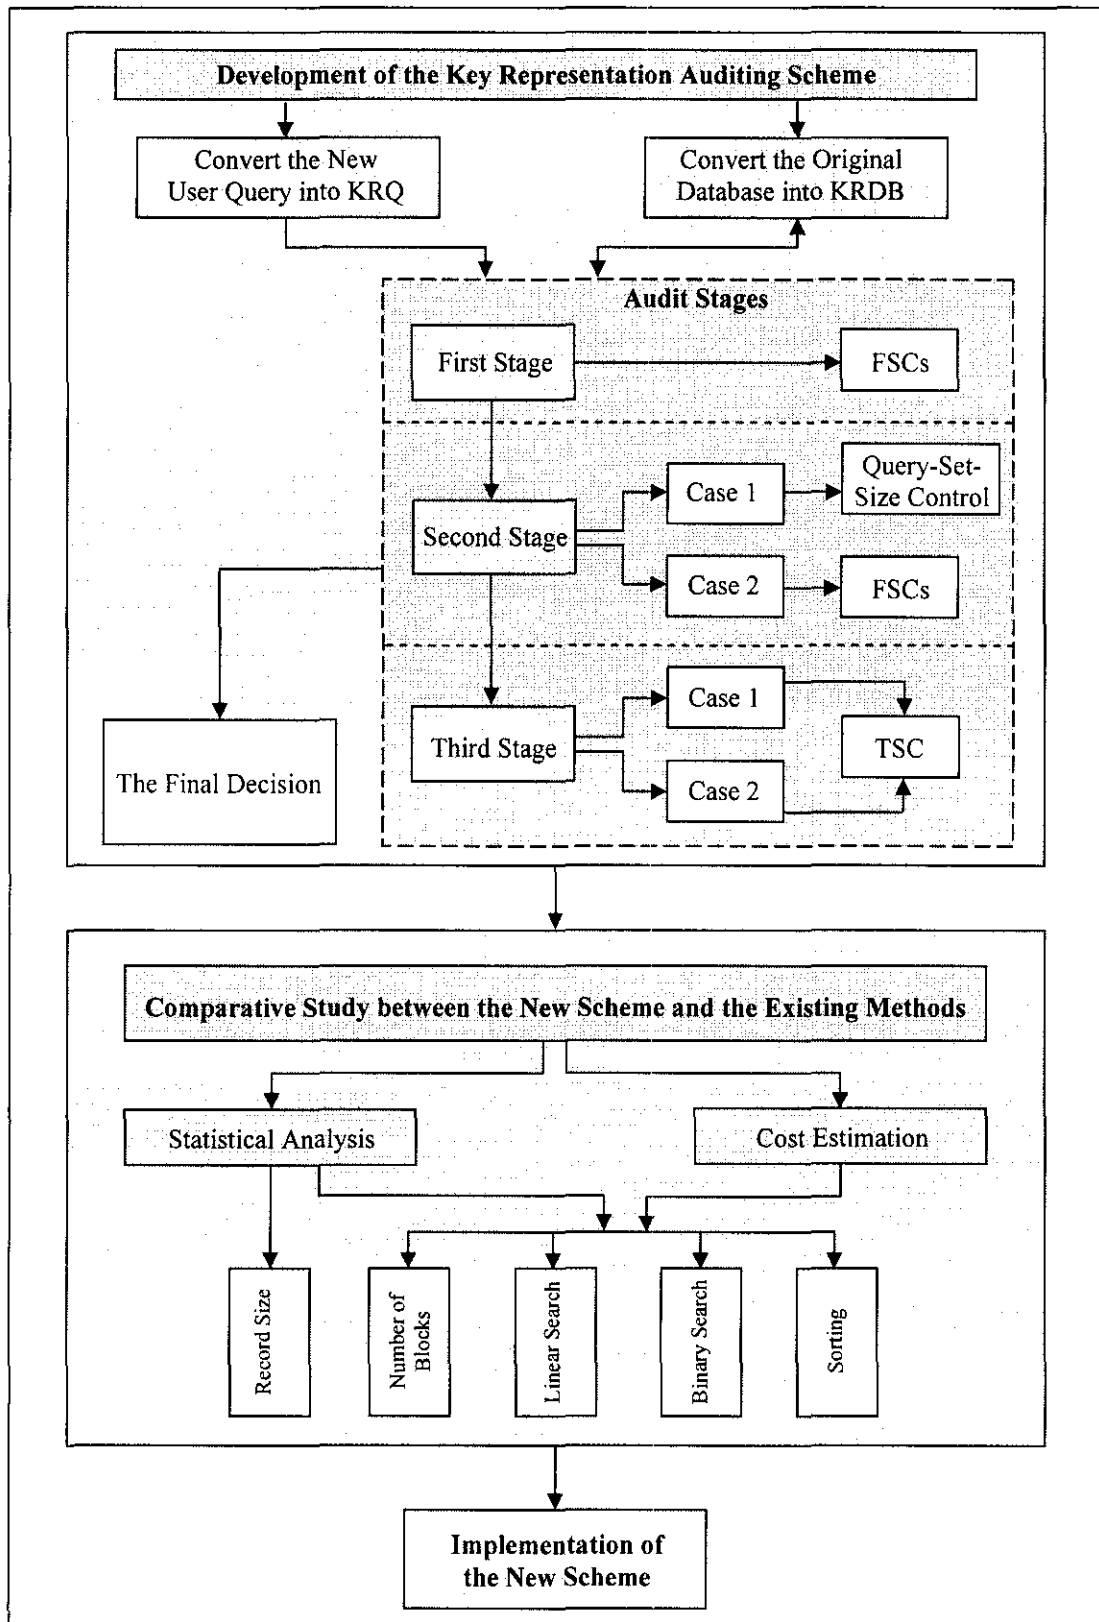 Development of the Key Representation Auditing Scheme
Convert the New
User Query into KRQ
Convert the Original
Database into KRDB
Audit Stages
First Stage
FSCs
Second Stage
Case 1
Query-Set-
Size Control
Case 2
FSCs
Third Stage
Case 1
TSC
Case 2
The Final Decision
Comparative Study between the New Scheme and the Existing Methods
Statistical Analysis
Cost Estimation
Record Size
Number of
Blocks
Linear Search
Binary Search
Sorting
Implementation of
the New Scheme